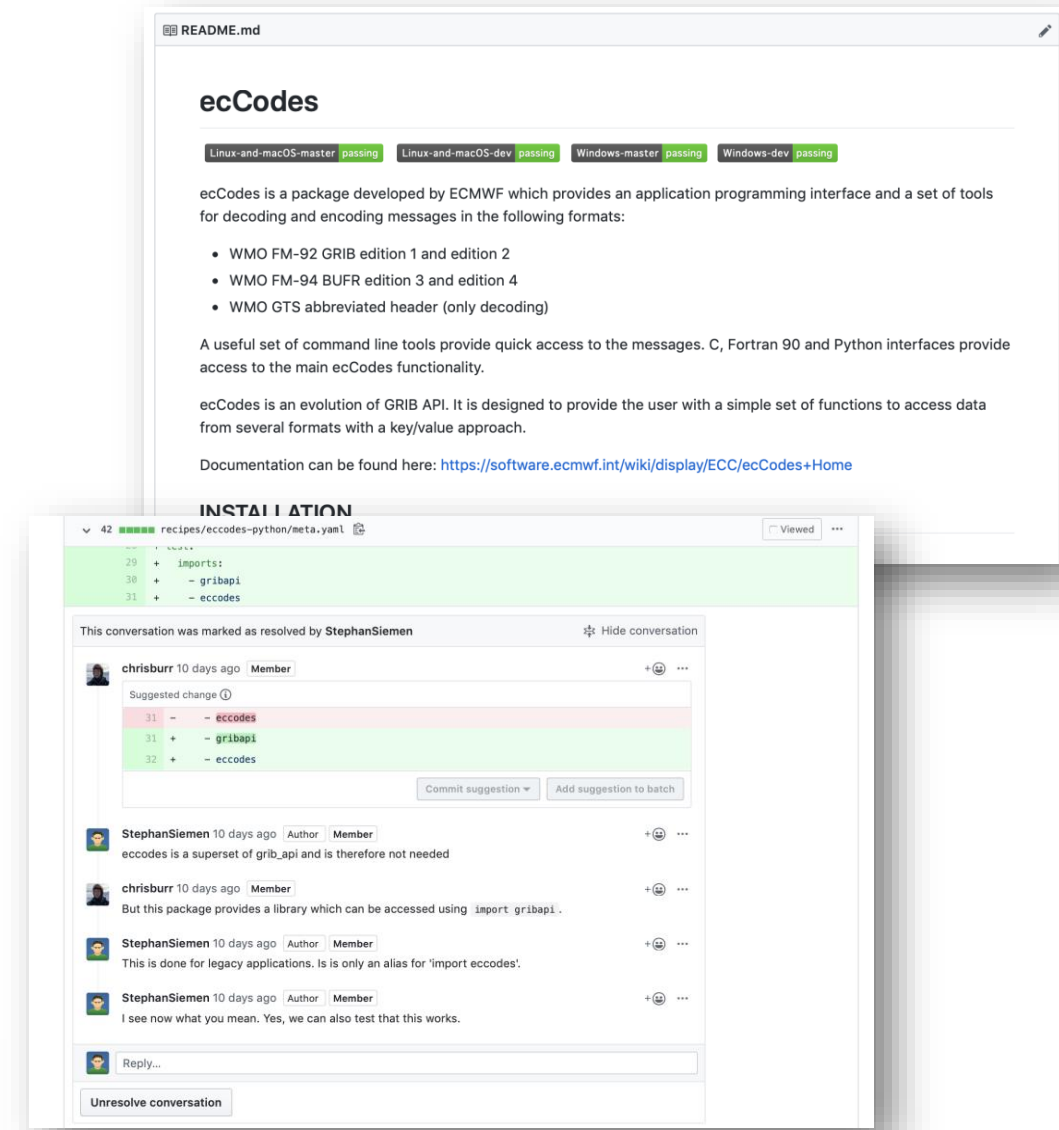 README.md
ecCodes
Linux-and-macOS-master passing Linux-and-macOS-dev passing Windows-master passing Windows-dev passing
ecCodes is a package developed by ECMWF which provides an application programming interface and a set of tools
for decoding and encoding messages in the following formats:
• WMO FM-92 GRIB edition 1 and edition 2
• WMO FM-94 BUFR edition 3 and edition 4
• WMO GTS abbreviated header (only decoding)
A useful set of command line tools provide quick access to the messages. C, Fortran 90 and Python interfaces provide
access to the main ecCodes functionality.
ecCodes is an evolution of GRIB API. It is designed to provide the user with a simple set of functions to access data
from several formats with a key/value approach.
Documentation can be found here: https://software.ecmwf.int/wiki/display/ECC/ecCodes+Home
INSTALLATION
42 recipes/eccodes-python/meta.yaml Viewed ...
+ test:
29 + imports:
30 + - gribapi
31 + - eccodes
This conversation was marked as resolved by StephanSiemen Hide conversation
chrisburr 10 days ago Member
Suggested change
31 - - eccodes
31 + - gribapi
32 + - eccodes
Commit suggestion Add suggestion to batch
StephanSiemen 10 days ago Author Member
eccodes is a superset of grib_api and is therefore not needed
chrisburr 10 days ago Member
But this package provides a library which can be accessed using import gribapi.
StephanSiemen 10 days ago Author Member
This is done for legacy applications. Is is only an alias for 'import eccodes'.
StephanSiemen 10 days ago Author Member
I see now what you mean. Yes, we can also test that this works.
Reply...
Unresolve conversation